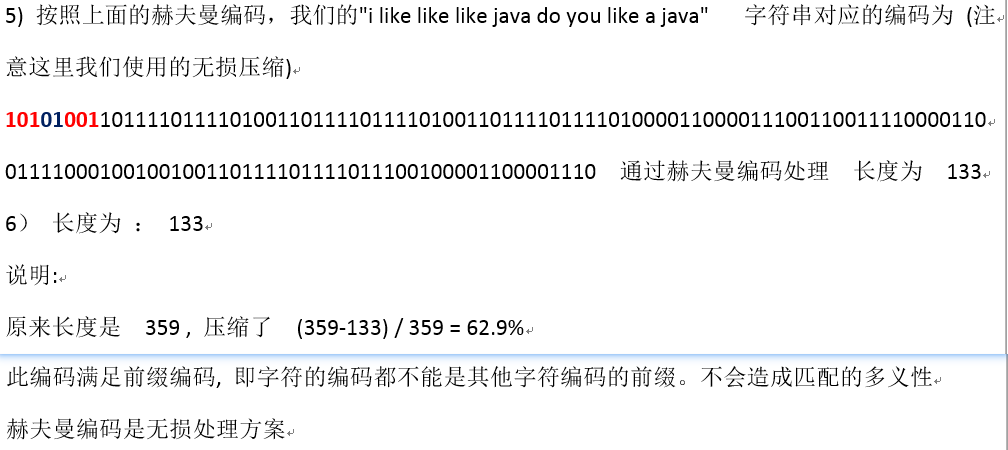 5) 按照上面的赫夫曼编码，我们的"i like like like java do you like a java" 字符串对应的编码为 (注
意这里我们使用的无损压缩)
10101001101111011110100110111101111010011011110111101000011000011100110011110000110
01111000100100100110111101111011100100001100001110 通过赫夫曼编码处理 长度为 133
6） 长度为 ： 133
说明:
原来长度是 359 , 压缩了 (359-133) / 359 = 62.9%
此编码满足前缀编码, 即字符的编码都不能是其他字符编码的前缀。不会造成匹配的多义性
赫夫曼编码是无损处理方案